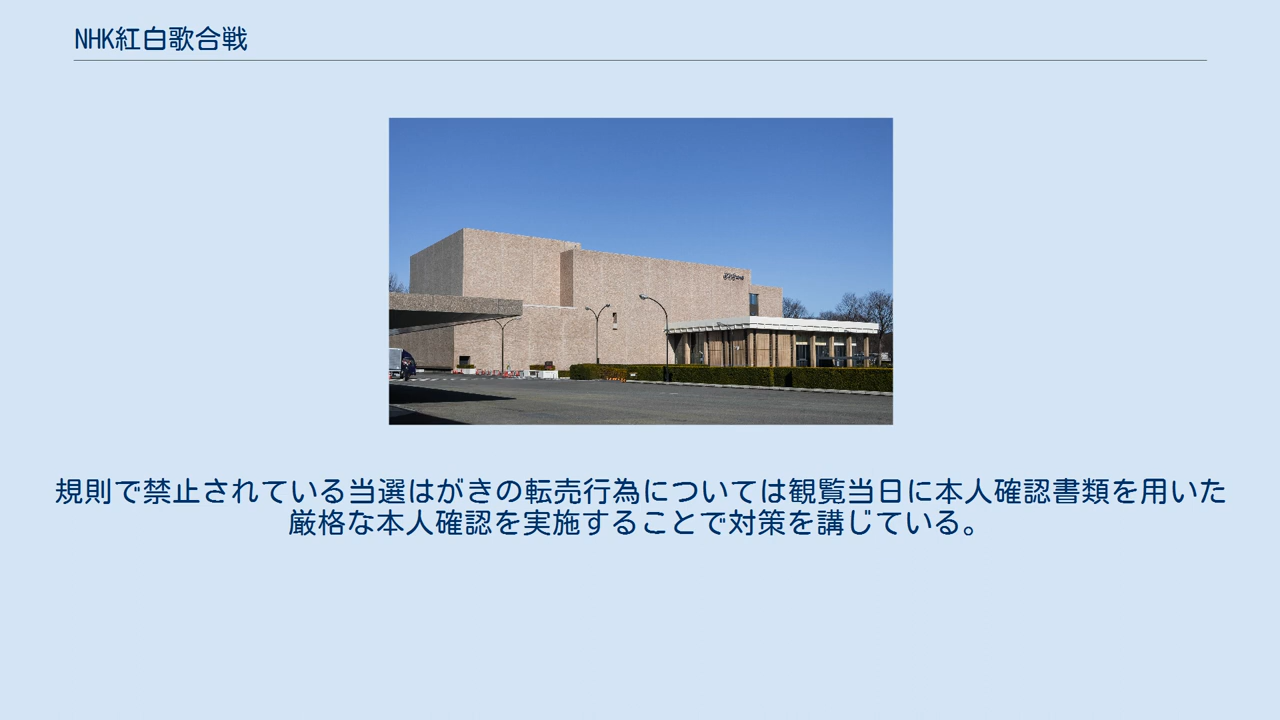 NHK紅白歌合戦
規則で禁止されている当選はがきの転売行為については観覧当日に本人確認書類を用いた
厳格な本人確認を実施することで対策を講じている。